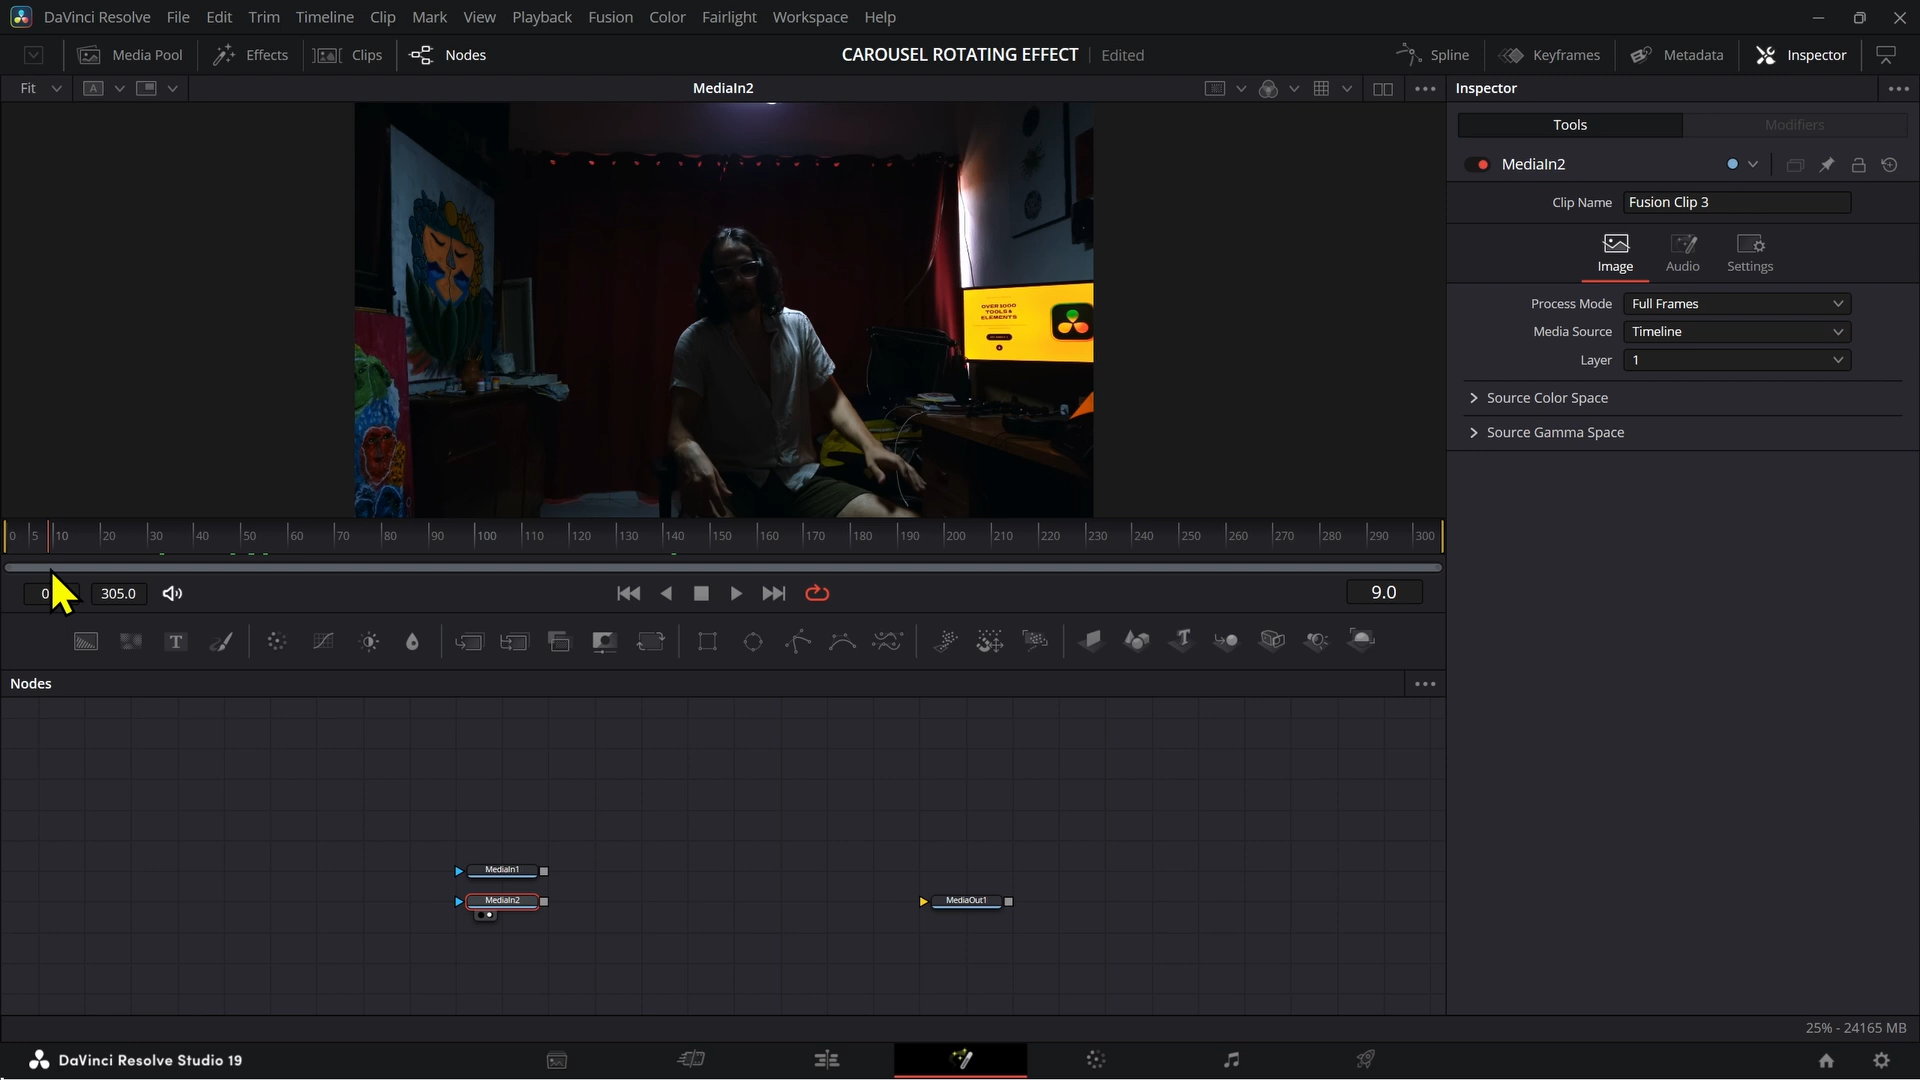 DaVinci Resolve File Edit Trim Timeline Clip Mark View Playback Fusion Color Fairlight Workspace Help
Media Pool Effects Clips Nodes CAROUSEL ROTATING EFFECT Edited Spline Keyframes Metadata Inspector
Fit A MediaIn2 Inspector
Tools Modifiers
MediaIn2
Clip Name Fusion Clip 3
Image Audio Settings
Process Mode Full Frames
Media Source Timeline
Layer 1
Source Color Space
Source Gamma Space
OVER 1000
TOOLS &
ELEMENTS
0 5 10 20 30 40 50 60 70 80 90 100 110 120 130 140 150 160 170 180 190 200 210 220 230 240 250 260 270 280 290 300
0 305.0 9.0
T T
Nodes
MediaIn1
MediaIn2 MediaOut1
25% - 24165 MB
DaVinci Resolve Studio 19